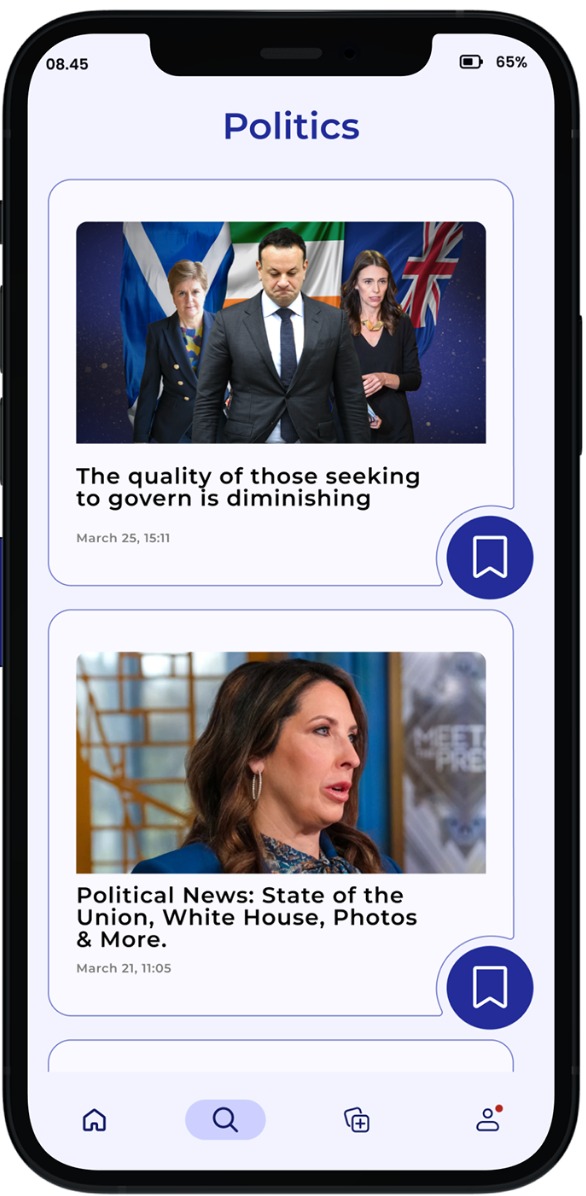 08.45
65%
Politics
The quality of those seeking
to govern is diminishing
March 25, 15:11
MEET
THE PRE
Political News: State of the
Union, White House, Photos
& More.
March 21, 11:05